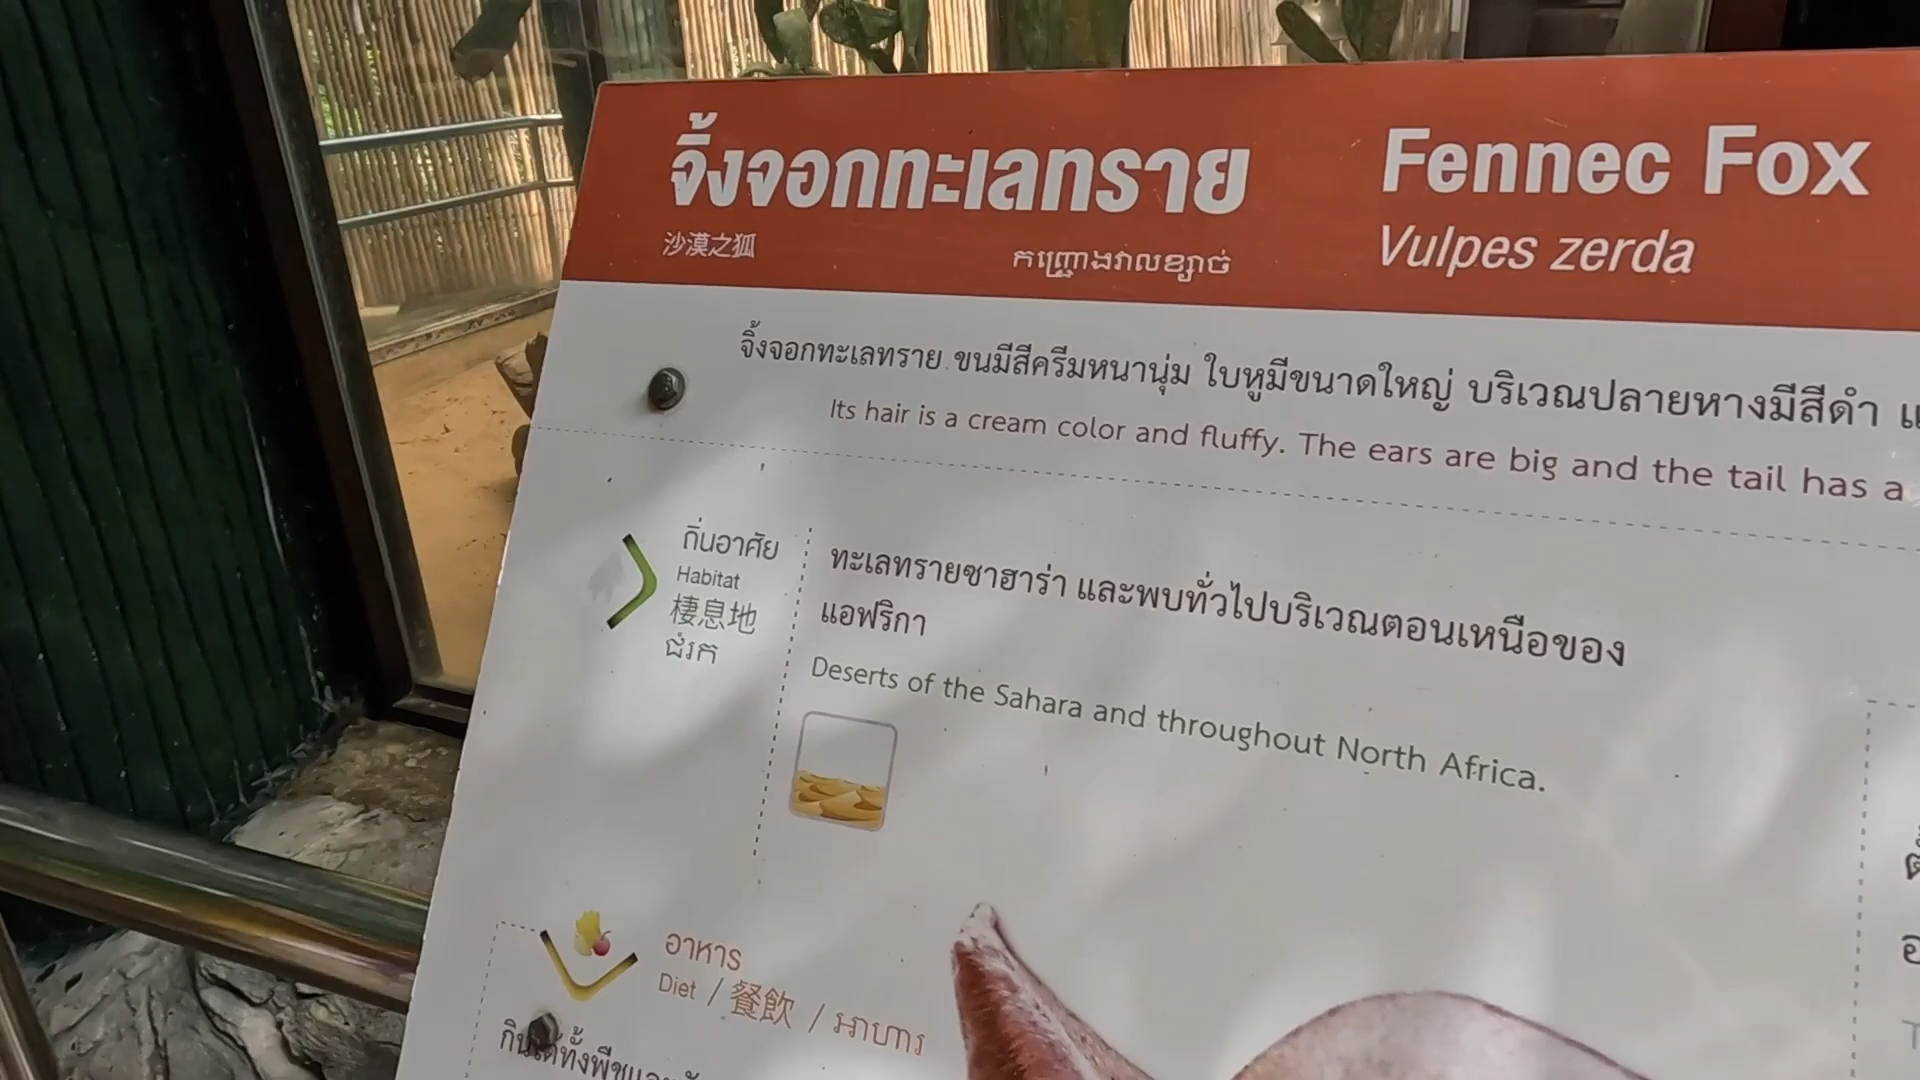 จิ้งจอกทะเลทราย
Fennec Fox
沙漠之狐
កញ្ជ្រោងវាលខ្សាច់
Vulpes zerda
จิ้งจอกทะเลทราย ขนมีสีครีมหนานุ่ม ใบหูมีขนาดใหญ่ บริเวณปลายหางมีสีดำ
Its hair is a cream color and fluffy. The ears are big and the tail has a
ถิ่นอาศัย
Habitat
棲息地
ជំរក
ทะเลทรายซาฮาร่า และพบทั่วไปบริเวณตอนเหนือของ
แอฟริกา
Deserts of the Sahara and throughout North Africa.
อาหาร
Diet / 餐飲 / អាហារ
กินได้ทั้งพืช